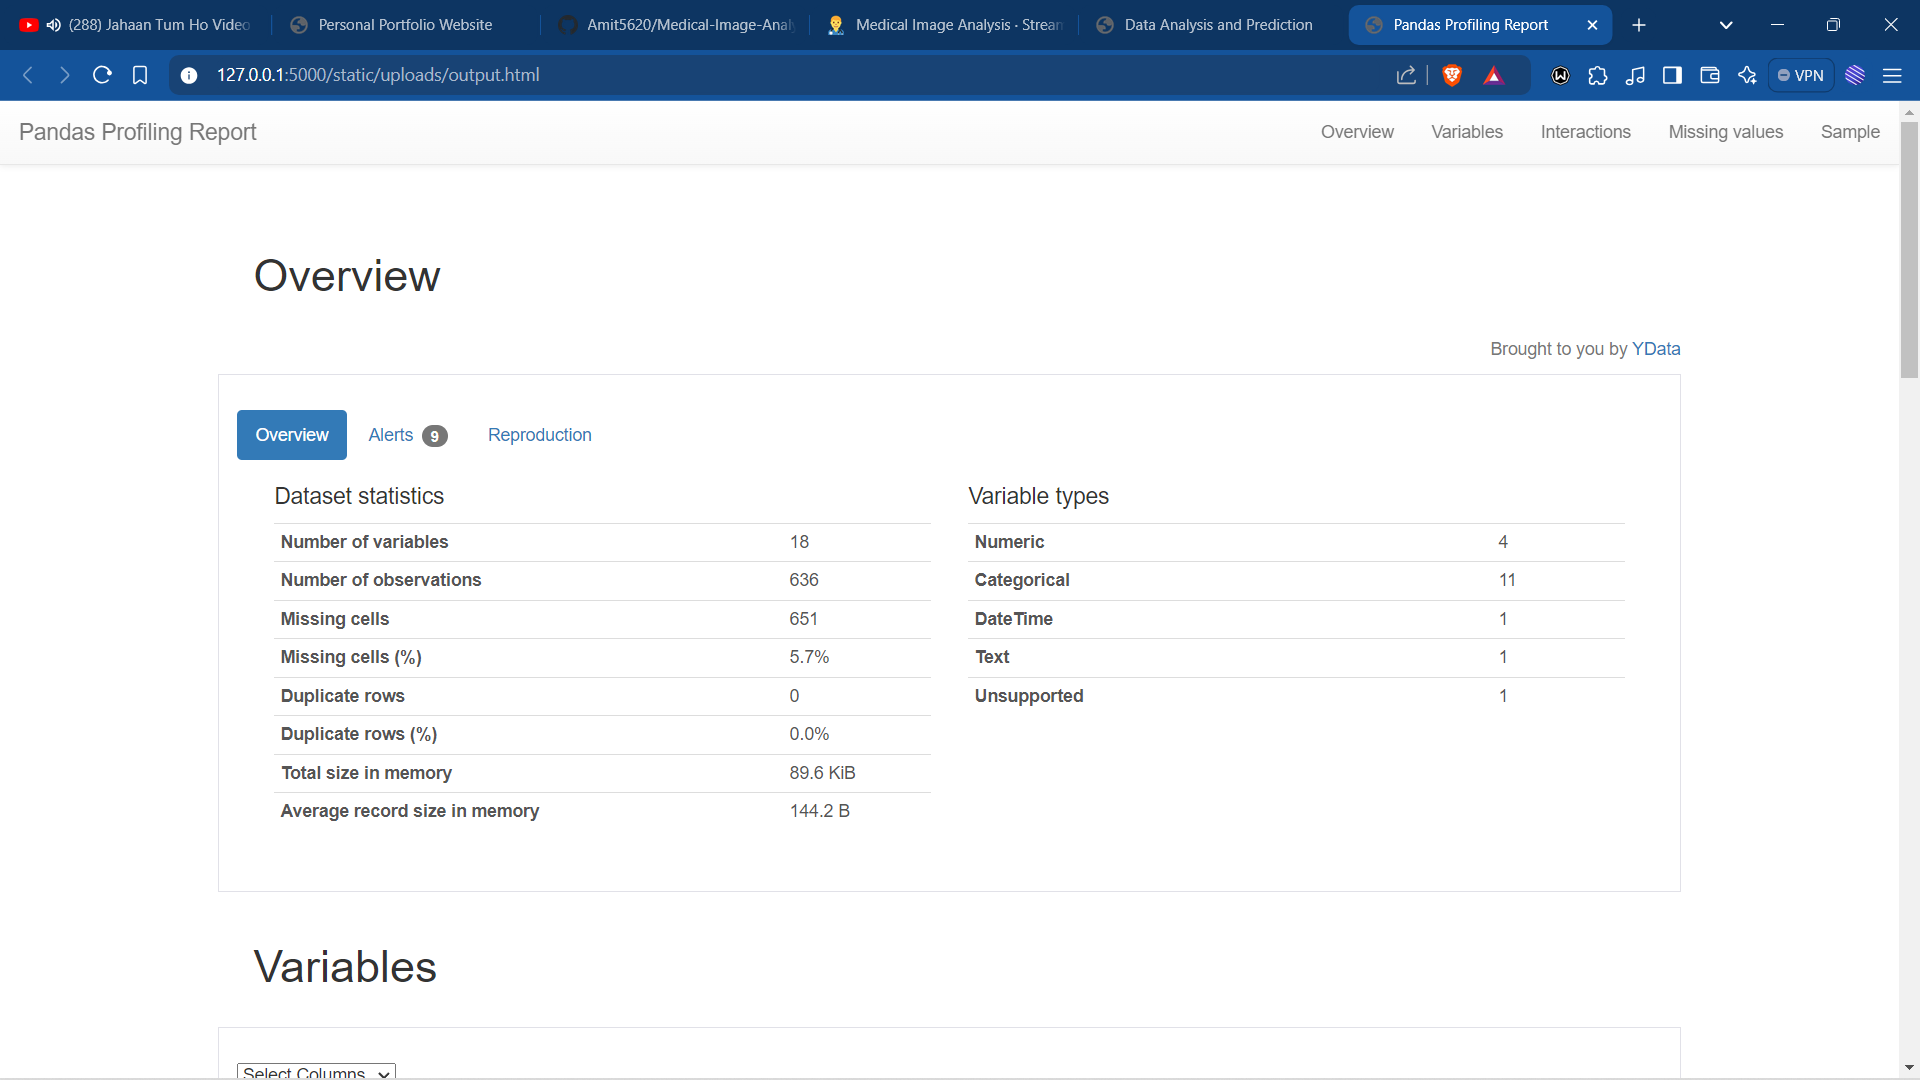 (288) Jahaan Tum Ho Video
Personal Portfolio Website
Amit5620/Medical-Image-Anal
Medical Image Analysis · Stream
Data Analysis and Prediction
Pandas Profiling Report
127.0.0.1:5000/static/uploads/output.html
VPN
Pandas Profiling Report
Overview
Variables
Interactions
Missing values
Sample
Overview
Brought to you by YData
Overview
Alerts 9
Reproduction
Dataset statistics
Number of variables 18
Number of observations 636
Missing cells 651
Missing cells (%) 5.7%
Duplicate rows 0
Duplicate rows (%) 0.0%
Total size in memory 89.6 KiB
Average record size in memory 144.2 B
Variable types
Numeric 4
Categorical 11
DateTime 1
Text 1
Unsupported 1
Variables
Select Columns